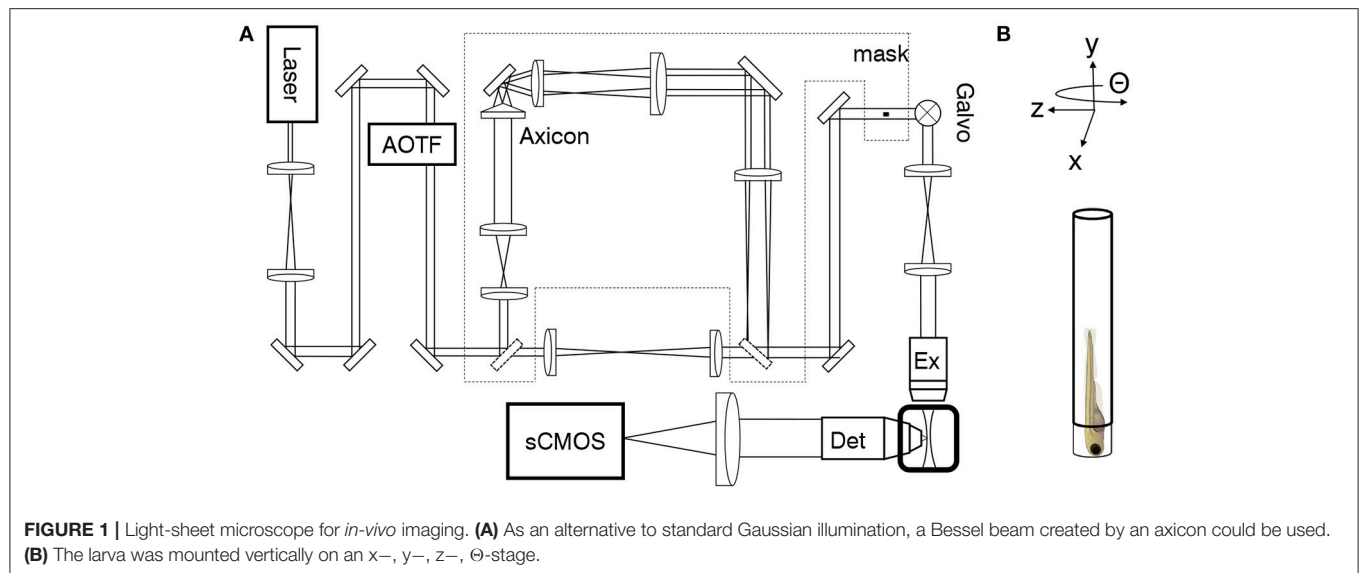 A
Laser
AOTF
Axicon
mask
Galvo
Ex
Det
sCMOS
B
y
Θ
z
x
FIGURE 1 | Light-sheet microscope for in-vivo imaging. (A) As an alternative to standard Gaussian illumination, a Bessel beam created by an axicon could be used.
(B) The larva was mounted vertically on an x−, y−, z−, Θ-stage.